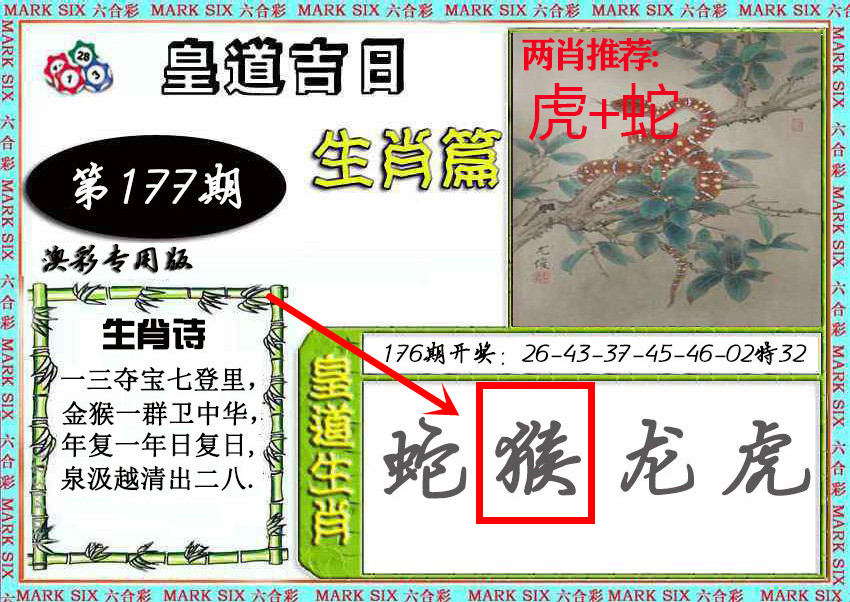 MARK SIX 六合彩 MARK SIX 六合彩 MARK SIX 六合彩 MARK SIX 六合彩 MARK SIX 六合彩 MARK SIX 六合彩
皇道吉日
28
1
3
两肖推荐:
虎+蛇
生肖篇
第177期
澳彩专用版
生肖诗
一三夺宝七登里，
金猴一群卫中华，
年复一年日复日,
泉汲越清出二八.
176期开奖：26-43-37-45-46-02特32
皇道生肖
蛇 猴 龙 虎
MARK SIX 六合彩 MARK SIX 六合彩 MARK SIX 六合彩 MARK SIX 六合彩 MARK SIX 六合彩 MARK SIX 六合彩